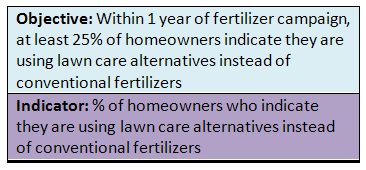 Objective: Within 1 year of fertilizer campaign,
at least 25% of homeowners indicate they are
using lawn care alternatives instead of
conventional fertilizers
Indicator: % of homeowners who indicate
they are using lawn care alternatives instead
of conventional fertilizers